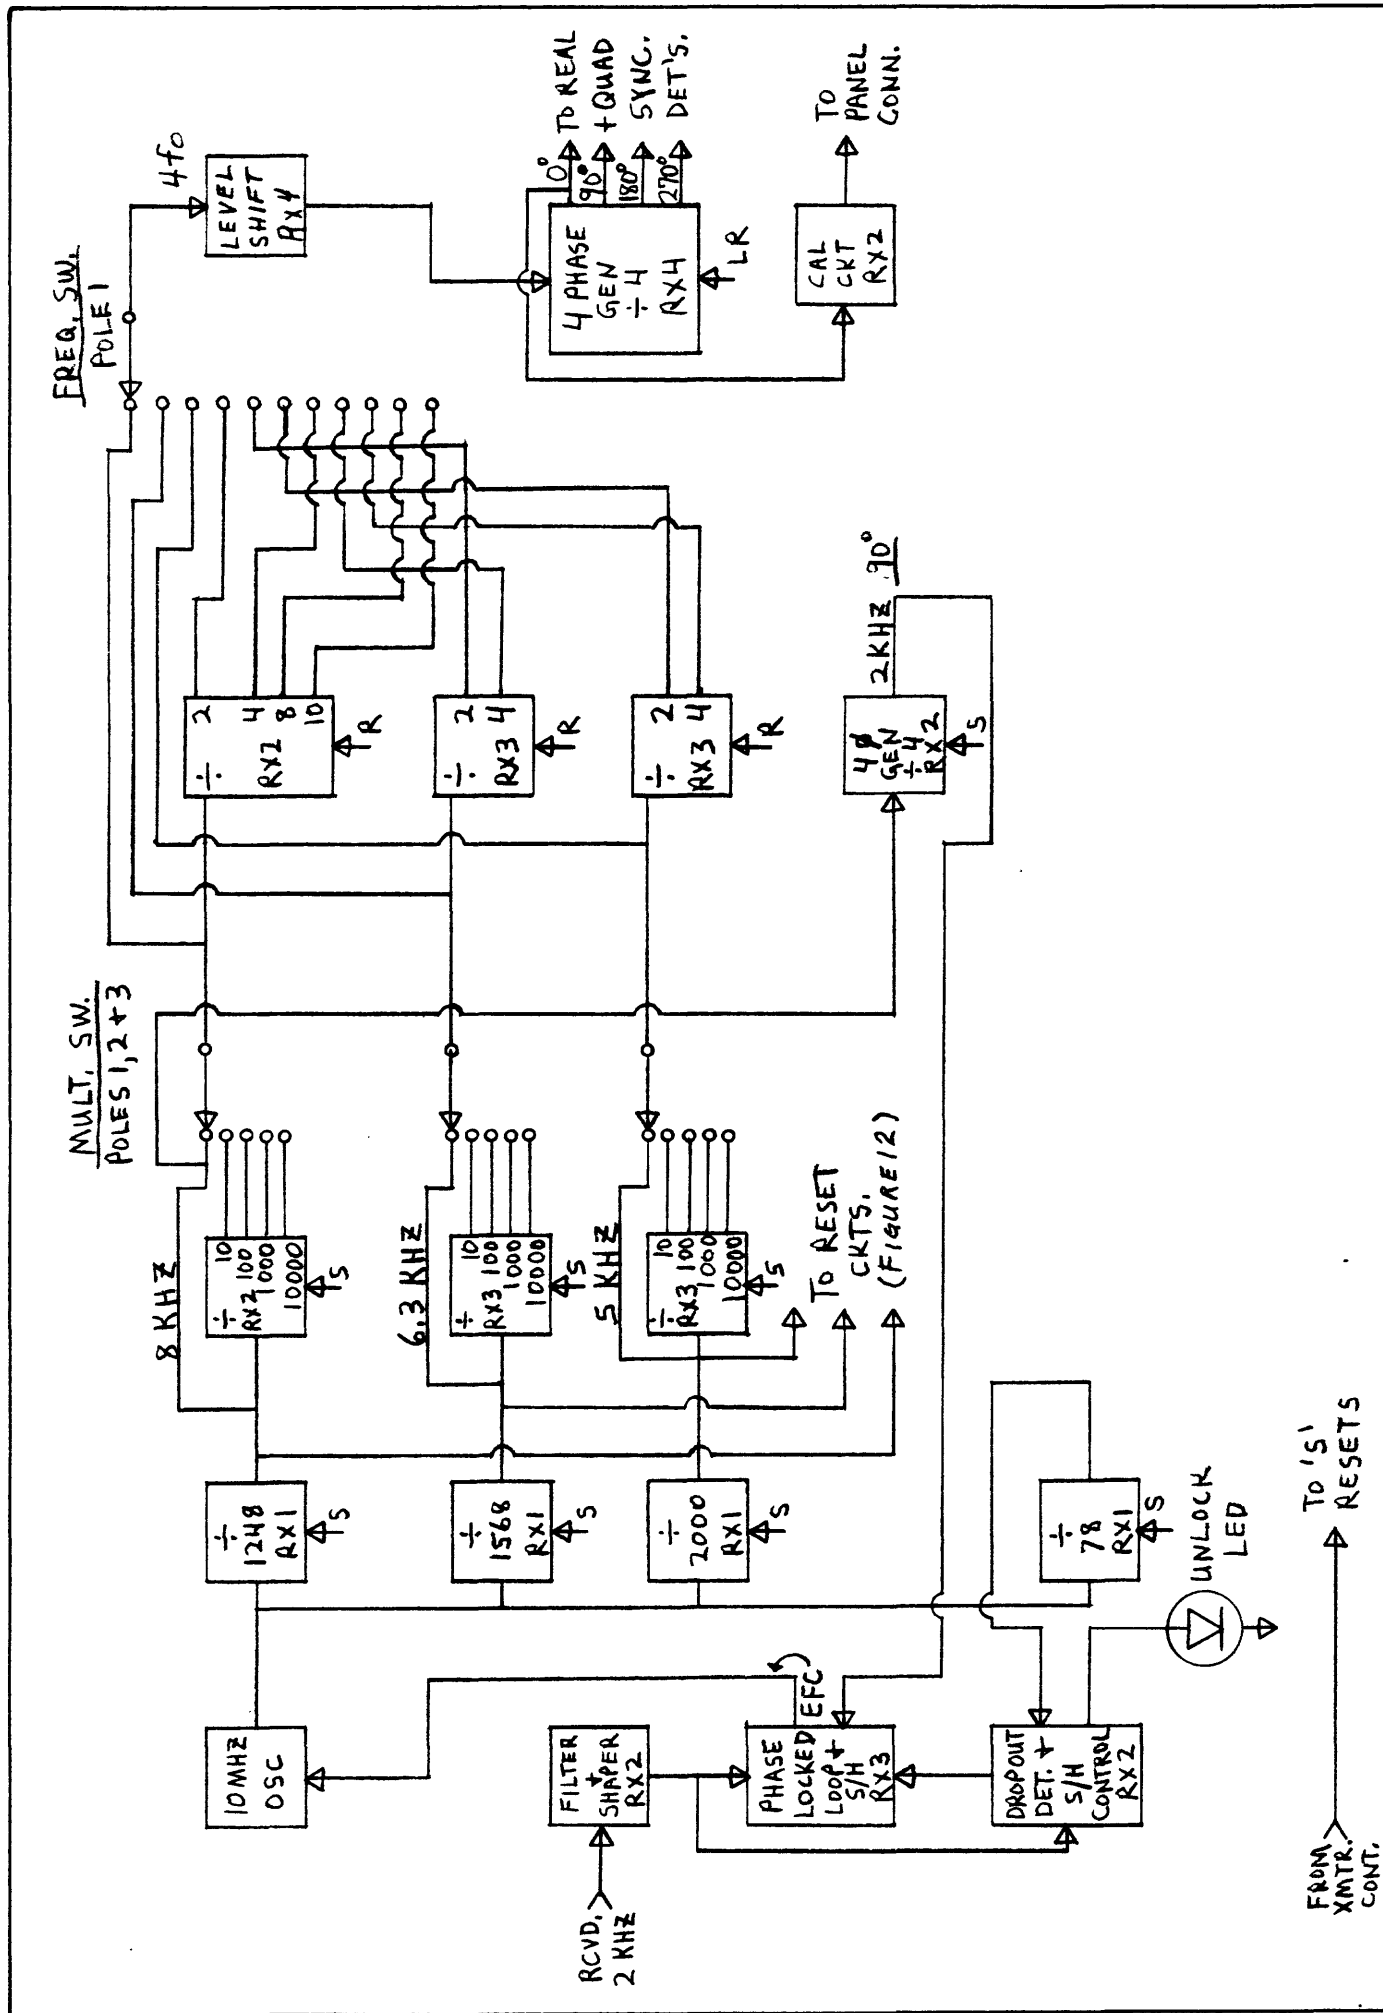 10MHZ
OSC
÷
1248
RX1
S
8 KHZ
÷
RX2
10
100
1000
10000
S
MULT. SW.
POLES 1, 2 + 3
÷
RX2
2
4
8
10
R
FREQ. SW.
POLE 1
4fo
LEVEL
SHIFT
RX4
÷
1568
RX1
S
6.3 KHZ
÷
RX3
10
100
1000
10000
S
÷
RX3
2
4
R
÷
2000
RX1
S
5 KHZ
÷
RX3
10
100
1000
10000
S
÷
RX3
2
4
R
4 PHASE
GEN
÷ 4
RX4
LR
0°
90°
180°
270°
TO REAL
+ QUAD
SYNC.
DET'S.
CAL
CKT
RX2
TO
PANEL
CONN.
RCVD.
2 KHZ
FILTER
+
SHAPER
RX2
PHASE
LOCKED
LOOP +
S/H
RX3
EFC
TO RESET
CKTS.
(FIGURE 12)
4Ø
GEN
÷ 4
RX2
S
2KHZ 90°
DROPOUT
DET. +
S/H
CONTROL
RX2
÷
78
RX1
S
UNLOCK
LED
FROM
XMTR.
CONT.
TO 'S'
RESETS